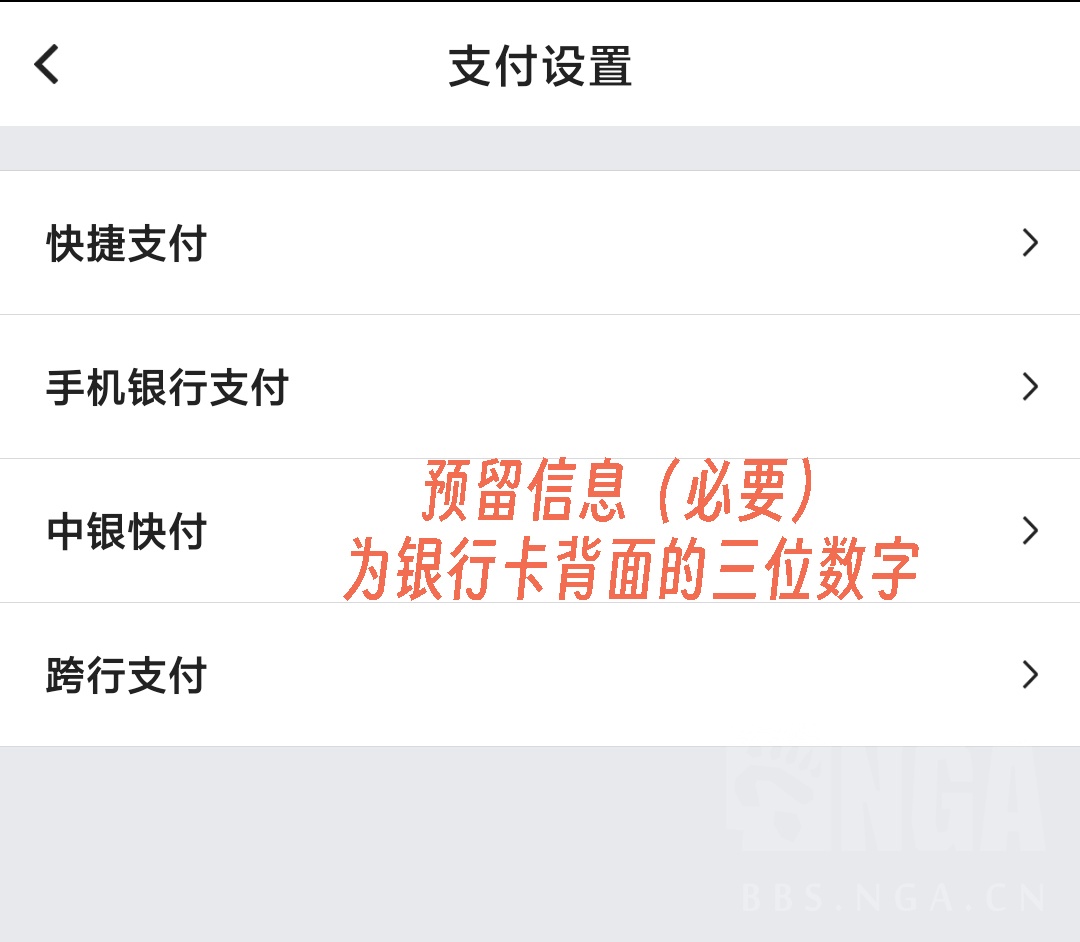 支付设置
快捷支付
手机银行支付
预留信息（必要）
中银快付
为银行卡背面的三位数字
跨行支付
NGA
BBS.NGA.CN